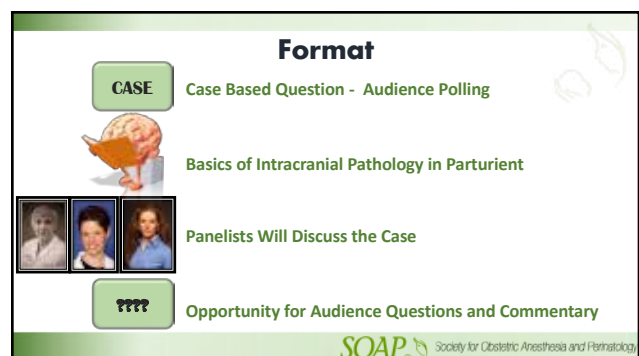 Format
CASE
Case Based Question - Audience Polling
Basics of Intracranial Pathology in Parturient
Panelists Will Discuss the Case
????
Opportunity for Audience Questions and Commentary
SOAP Society for Obstetric Anesthesia and Perinatology